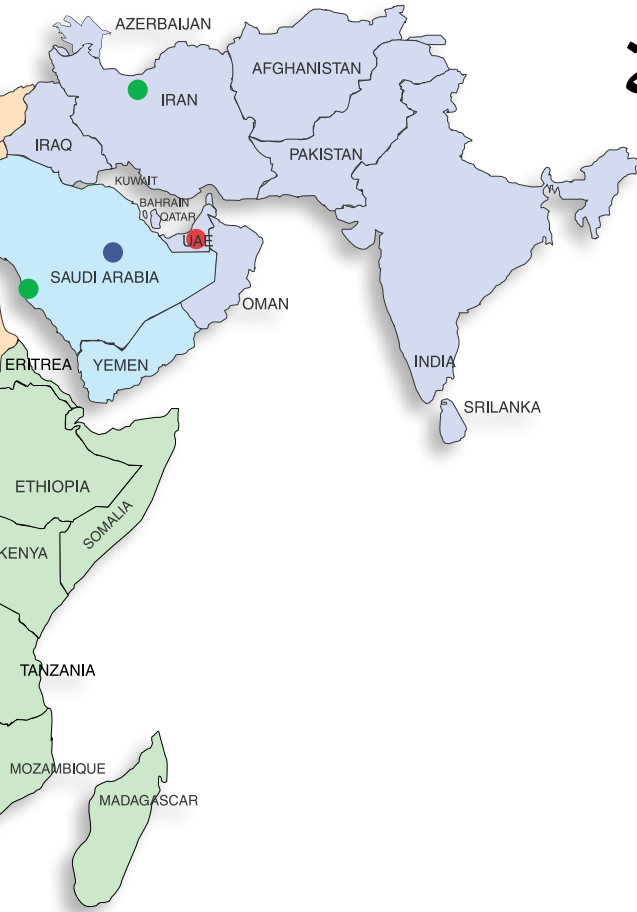 AZERBAIJAN
AFGHANISTAN
IRAN
IRAQ
PAKISTAN
KUWAIT
BAHRAIN
QATAR
UAE
SAUDI ARABIA
OMAN
ERITREA
YEMEN
INDIA
SRILANKA
ETHIOPIA
SOMALIA
KENYA
TANZANIA
MOZAMBIQUE
MADAGASCAR